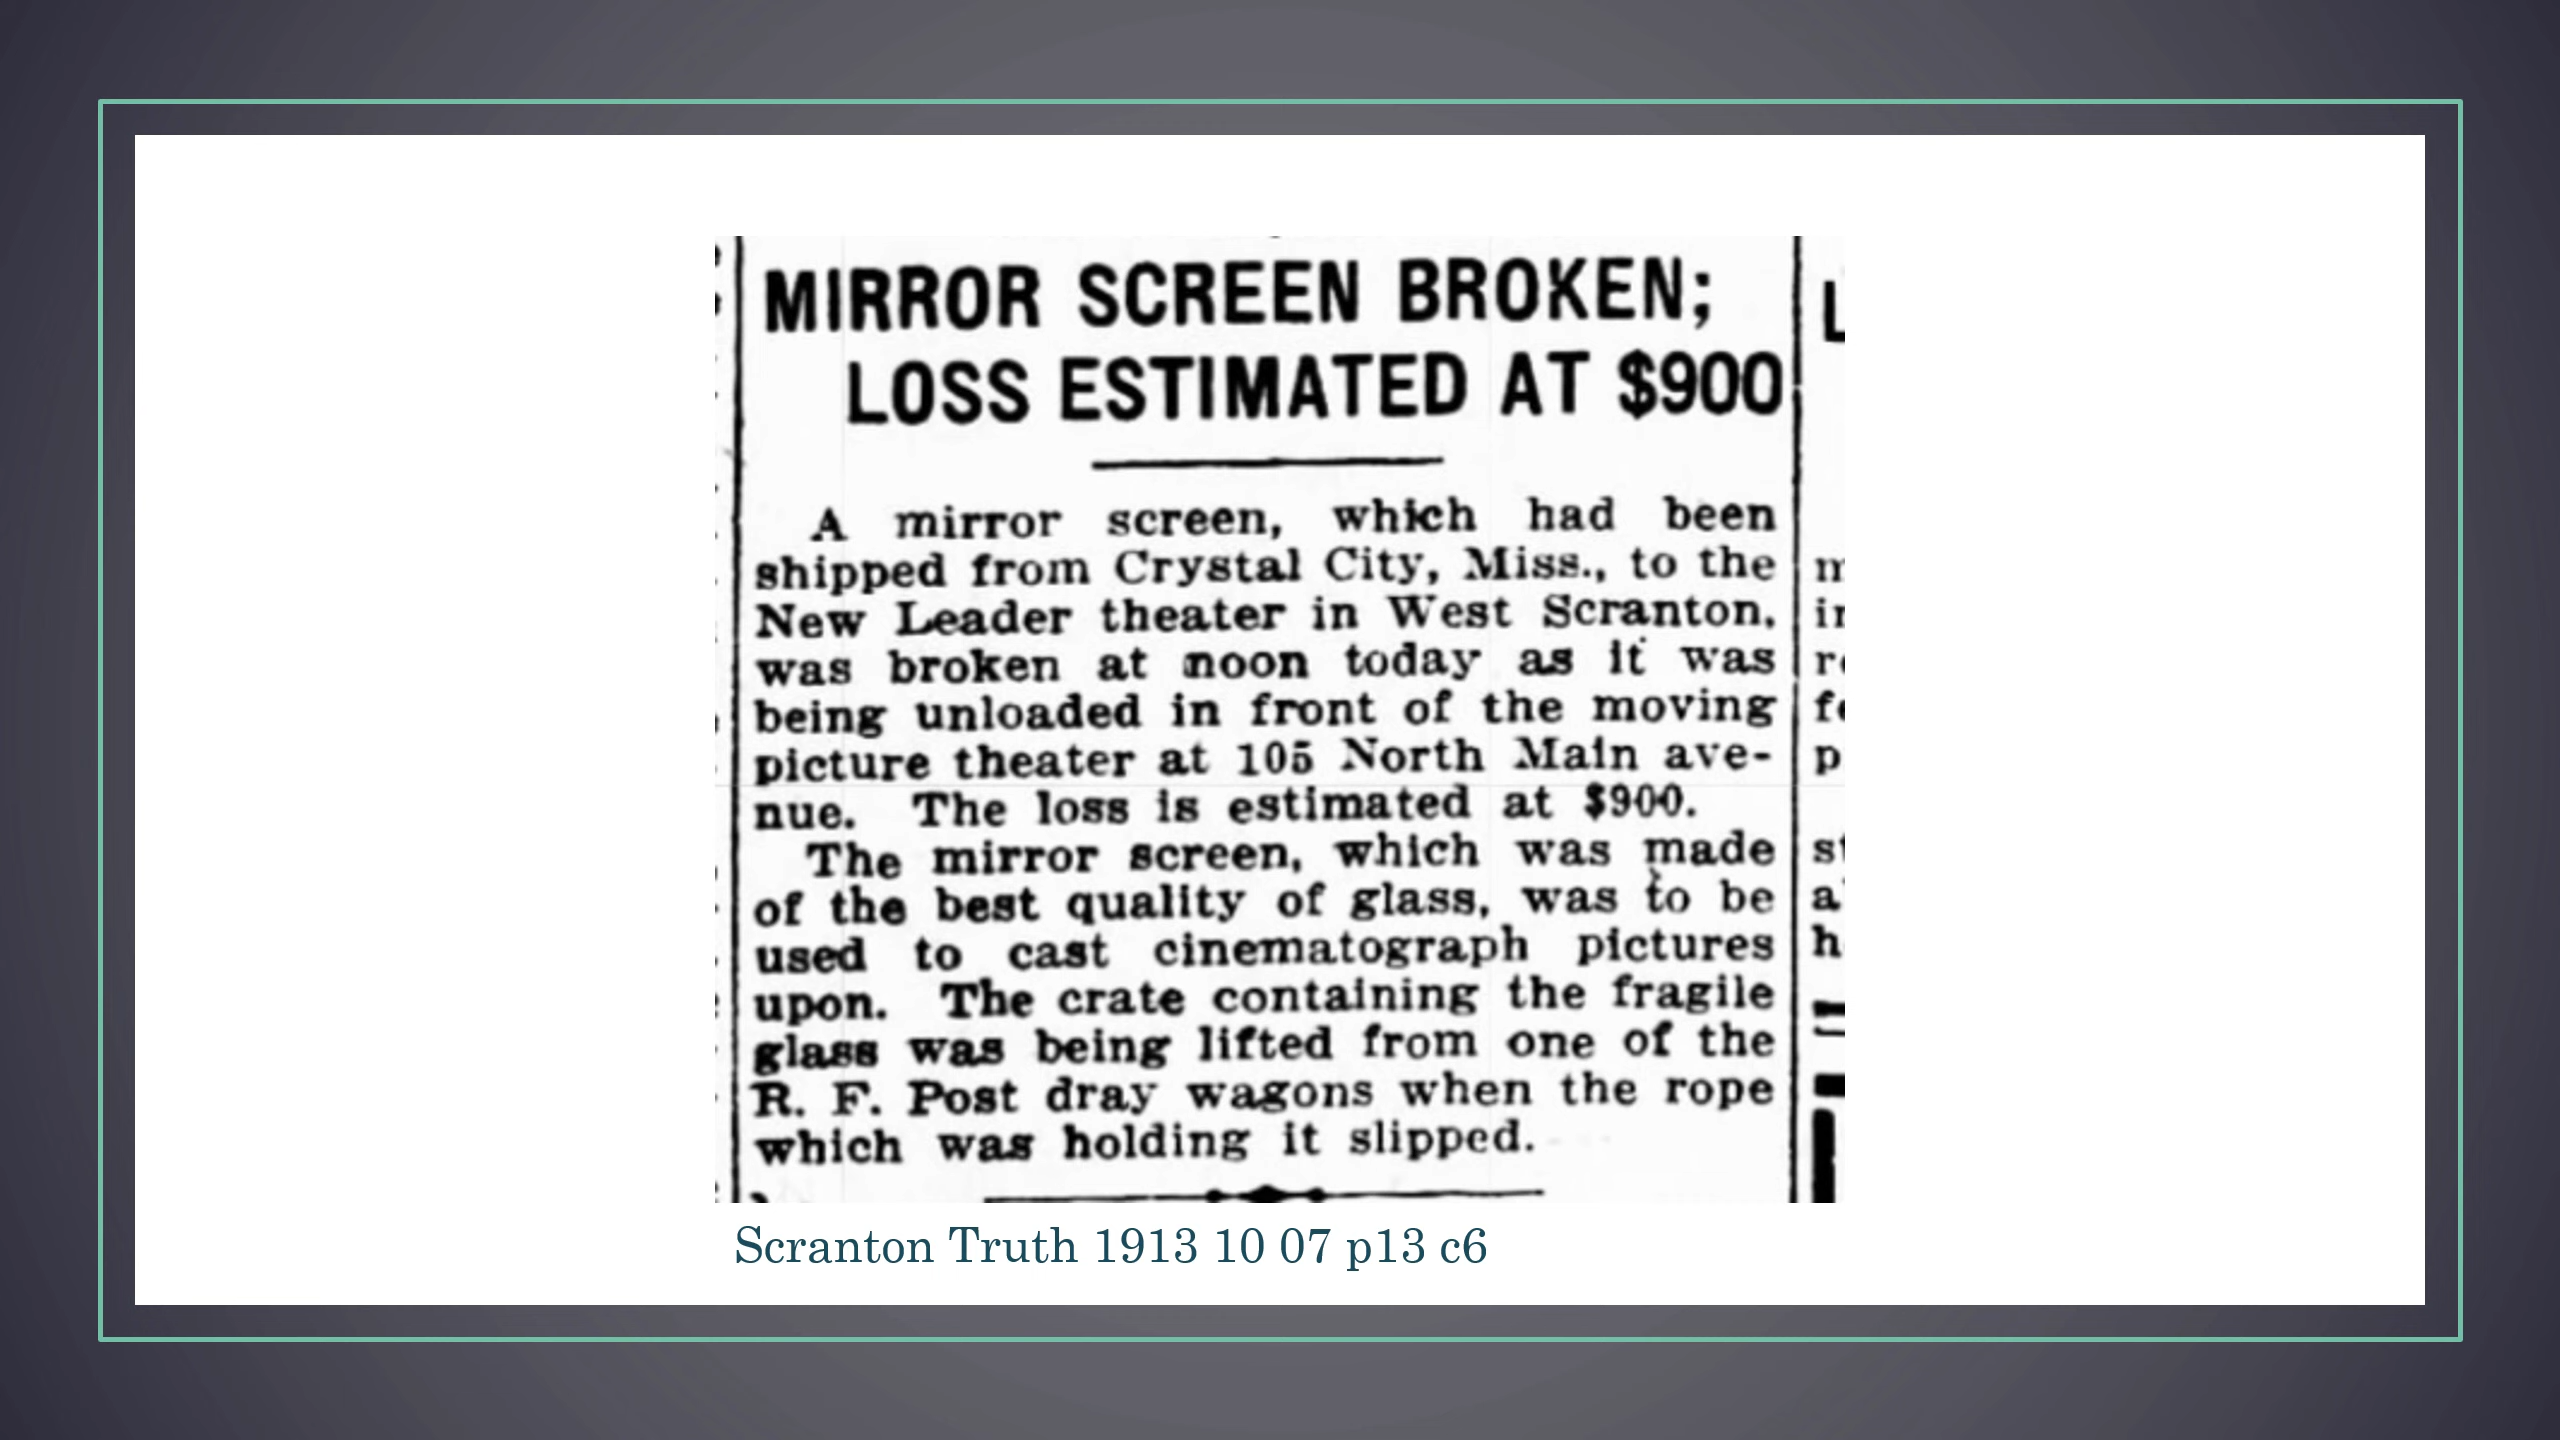 MIRROR SCREEN BROKEN;
LOSS ESTIMATED AT $900
A mirror screen, which had been
shipped from Crystal City, Miss., to the
New Leader theater in West Scranton,
was broken at noon today as it was
being unloaded in front of the moving
picture theater at 105 North Main ave-
nue. The loss is estimated at $900.
The mirror screen, which was made
of the best quality of glass, was to be
used to cast cinematograph pictures
upon. The crate containing the fragile
glass was being lifted from one of the
R. F. Post dray wagons when the rope
which was holding it slipped.
Scranton Truth 1913 10 07 p13 c6